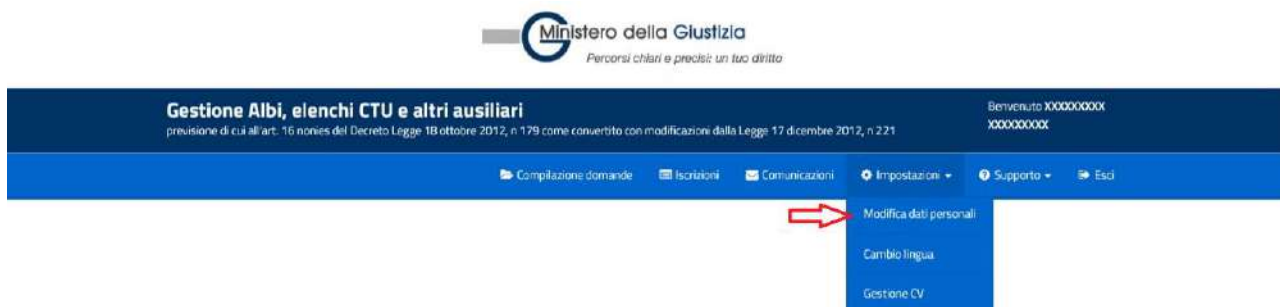 Ministero della Giustizia
Percorsi chiari e precisi: un tuo diritto
Gestione Albi, elenchi CTU e altri ausiliari
previsione di cui all'art. 16 nonies del Decreto Legge 18 ottobre 2012, n 179 come convertito con modificazioni dalla Legge 17 dicembre 2012, n 221
Benvenuto XXXXXXXXX
XXXXXXXXX
Compilazione domande Iscrizioni Comunicazioni Impostazioni Supporto Esci
Modifica dati personali
Cambio lingua
Gestione CV